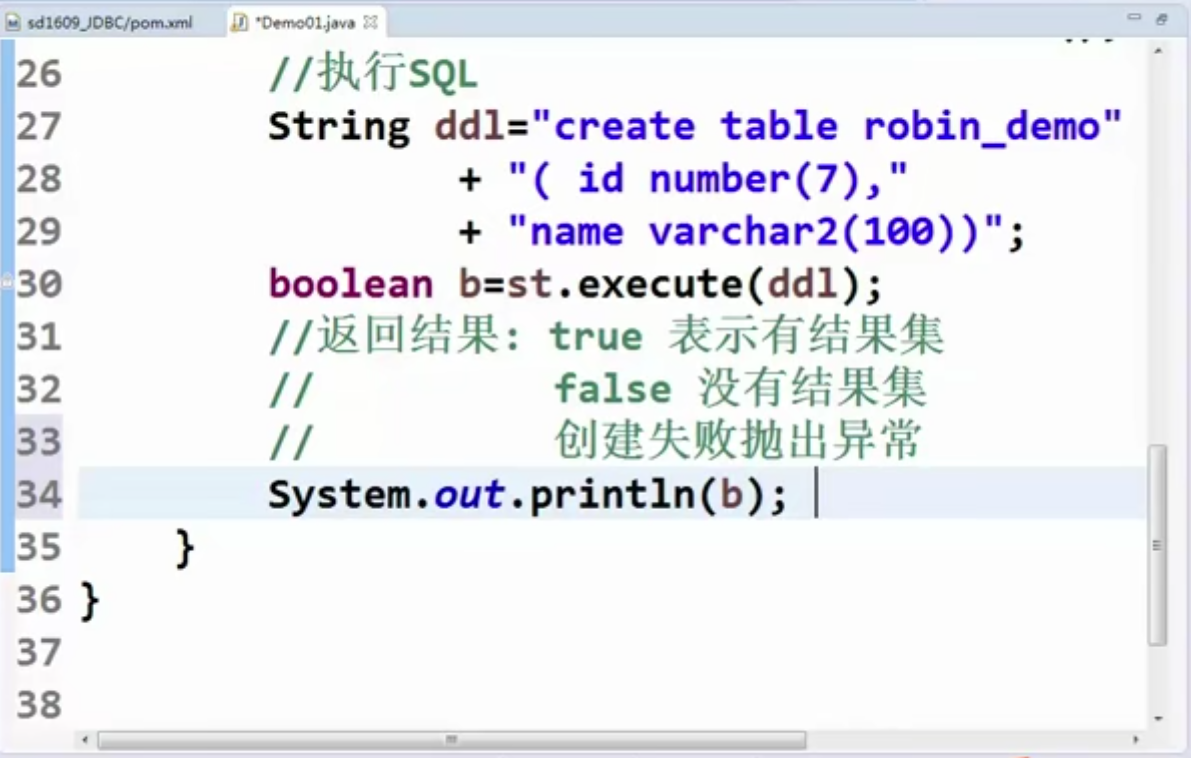 sd1609_JDBC/pom.xml
*Demo01.java
26 //执行SQL
27 String ddl="create table robin_demo"
28 + "( id number(7),"
29 + "name varchar2(100))";
30 boolean b=st.execute(ddl);
31 //返回结果: true 表示有结果集
32 // false 没有结果集
33 // 创建失败抛出异常
34 System.out.println(b);
35 }
36 }
37
38